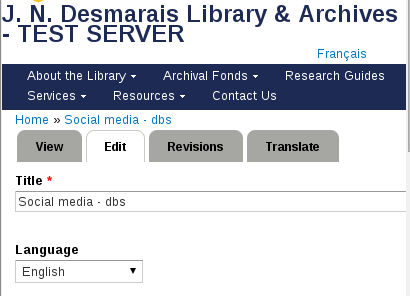 J. N. Desmarais Library & Archives
- TEST SERVER
Français
About the Library Archival Fonds Research Guides
Services Resources Contact Us
Home » Social media - dbs
View Edit Revisions Translate
Title *
Social media - dbs
Language
English